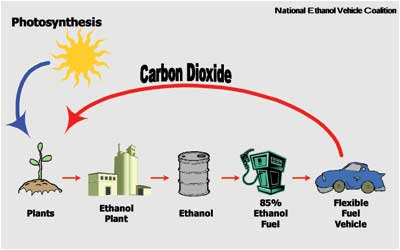 National Ethanol Vehicle Coalition
Photosynthesis
Carbon Dioxide
Plants
Ethanol
Plant
Ethanol
85%
Ethanol
Fuel
Flexible
Fuel
Vehicle